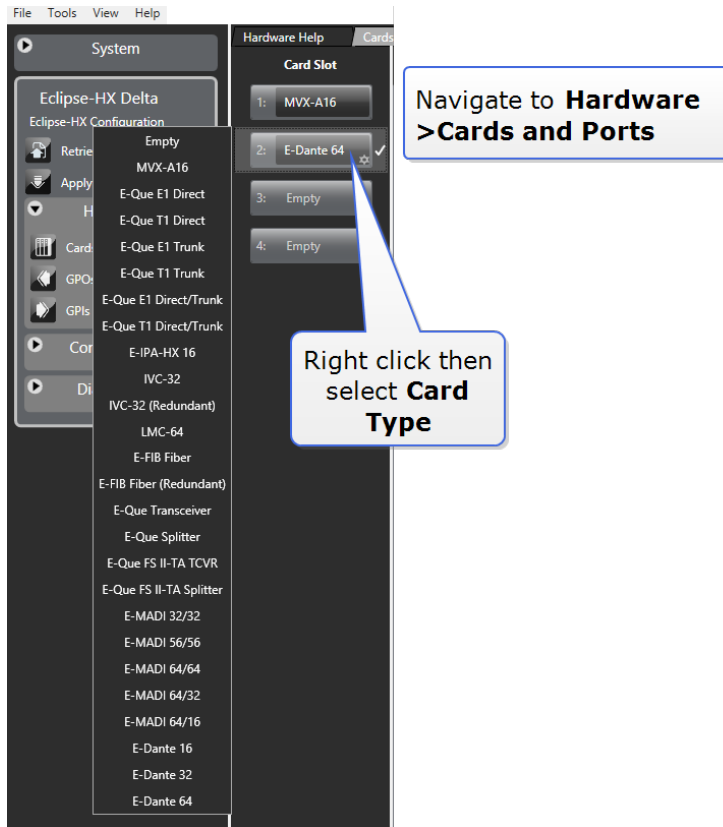 File Tools View Help
System
Eclipse-HX Delta
Eclipse-HX Configuration
Retrie
Apply
H
Card
GPO
GPIs
Co
Di
Empty
MVX-A16
E-Que E1 Direct
E-Que T1 Direct
E-Que E1 Trunk
E-Que T1 Trunk
E-Que E1 Direct/Trunk
E-Que T1 Direct/Trunk
E-IPA-HX 16
IVC-32
IVC-32 (Redundant)
LMC-64
E-FIB Fiber
E-FIB Fiber (Redundant)
E-Que Transceiver
E-Que Splitter
E-Que FS II-TA TCVR
E-Que FS II-TA Splitter
E-MADI 32/32
E-MADI 56/56
E-MADI 64/64
E-MADI 64/32
E-MADI 64/16
E-Dante 16
E-Dante 32
E-Dante 64
Hardware Help Cards
Card Slot
1: MVX-A16
2: E-Dante 64
3: Empty
4: Empty
Navigate to Hardware
>Cards and Ports
Right click then
select Card
Type